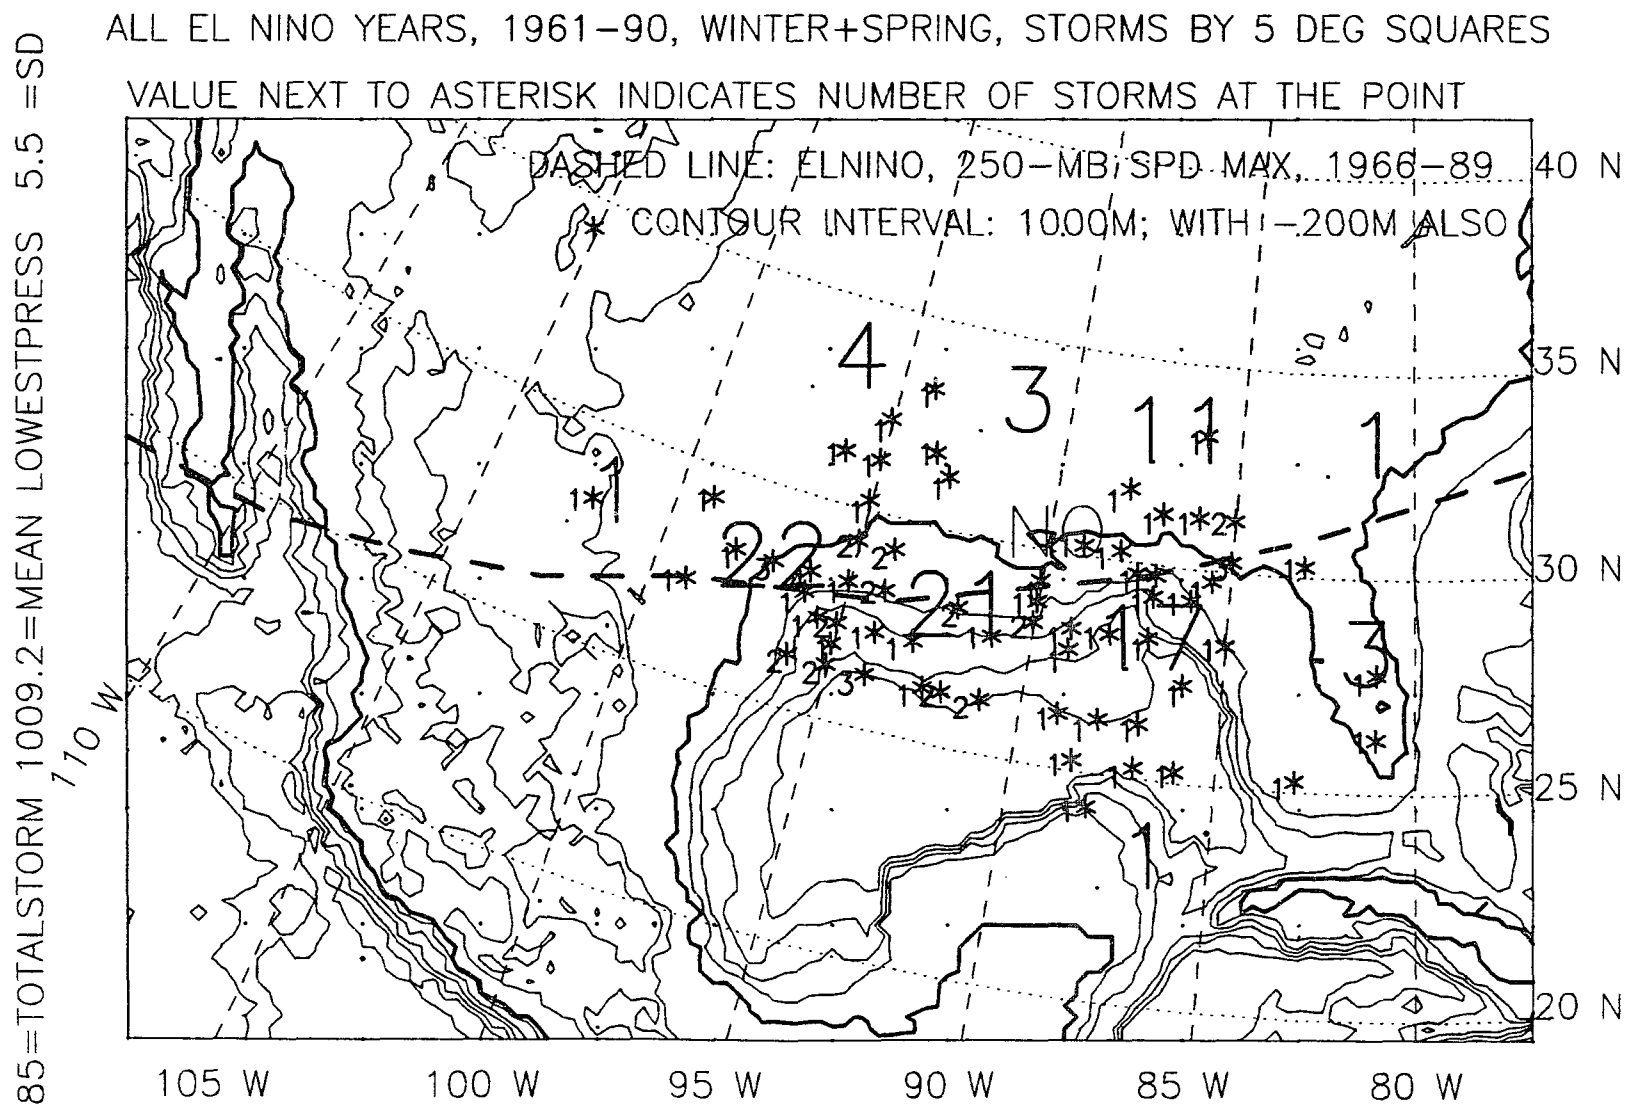 ALL EL NINO YEARS, 1961-90, WINTER+SPRING, STORMS BY 5 DEG SQUARES
VALUE NEXT TO ASTERISK INDICATES NUMBER OF STORMS AT THE POINT
DASHED LINE: ELNINO, 250-MB SPD MAX, 1966-89
* CONTOUR INTERVAL: 1000M; WITH -200M ALSO
85=TOTALSTORM 1009.2=MEAN LOWESTPRESS 5.5 =SD
40 N
35 N
30 N
25 N
20 N
4
3
1 1
1
1
22
NO
21
17
3
1
110 W
105 W 100 W 95 W 90 W 85 W 80 W